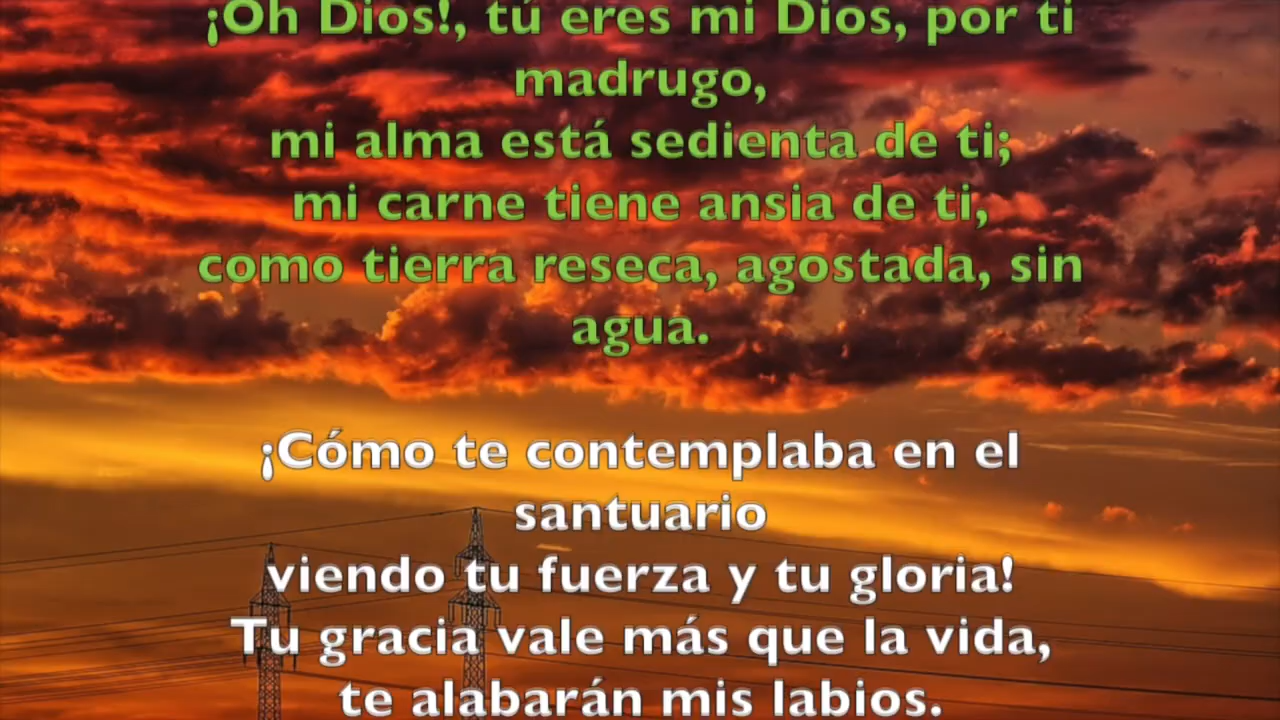 ¡Oh Dios!, tú eres mi Dios, por ti
madrugo,
mi alma está sedienta de ti;
mi carne tiene ansia de ti,
como tierra reseca, agostada, sin
agua.
¡Cómo te contemplaba en el
santuario
viendo tu fuerza y tu gloria!
Tu gracia vale más que la vida,
te alabarán mis labios.